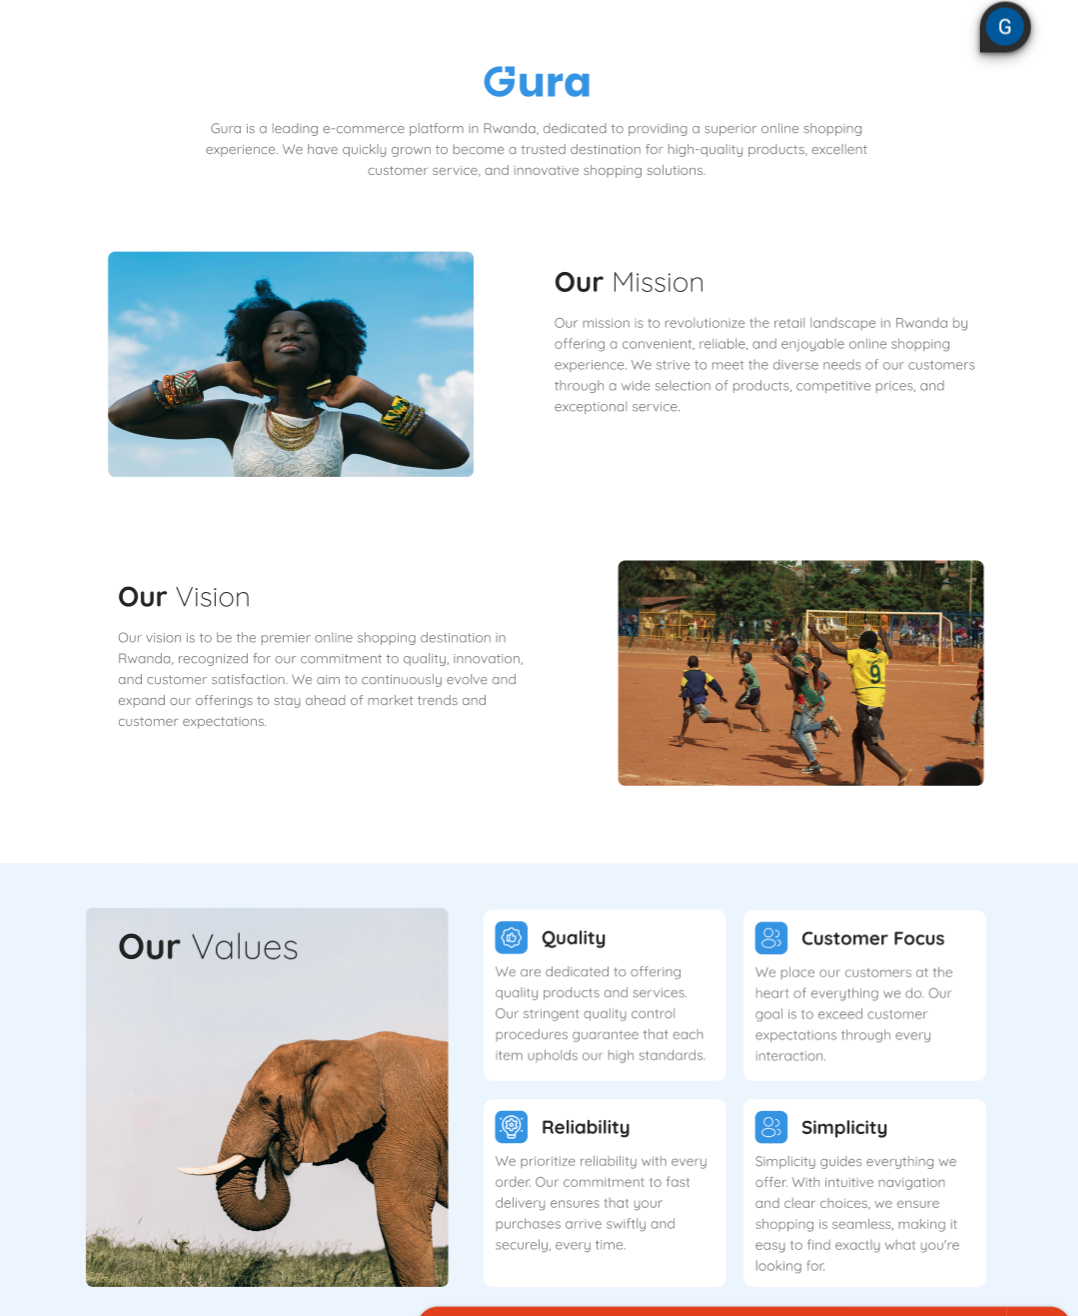 G
Gura
Gura is a leading e-commerce platform in Rwanda, dedicated to providing a superior online shopping
experience. We have quickly grown to become a trusted destination for high-quality products, excellent
customer service, and innovative shopping solutions.
Our Mission
Our mission is to revolutionize the retail landscape in Rwanda by
offering a convenient, reliable, and enjoyable online shopping
experience. We strive to meet the diverse needs of our customers
through a wide selection of products, competitive prices, and
exceptional service.
Our Vision
Our vision is to be the premier online shopping destination in
Rwanda, recognized for our commitment to quality, innovation,
and customer satisfaction. We aim to continuously evolve and
expand our offerings to stay ahead of market trends and
customer expectations.
9
Our Values
Quality
We are dedicated to offering
quality products and services.
Our stringent quality control
procedures guarantee that each
item upholds our high standards.
Customer Focus
We place our customers at the
heart of everything we do. Our
goal is to exceed customer
expectations through every
interaction.
Reliability
We prioritize reliability with every
order. Our commitment to fast
delivery ensures that your
purchases arrive swiftly and
securely, every time.
Simplicity
Simplicity guides everything we
offer. With intuitive navigation
and clear choices, we ensure
shopping is seamless, making it
easy to find exactly what you're
looking for.